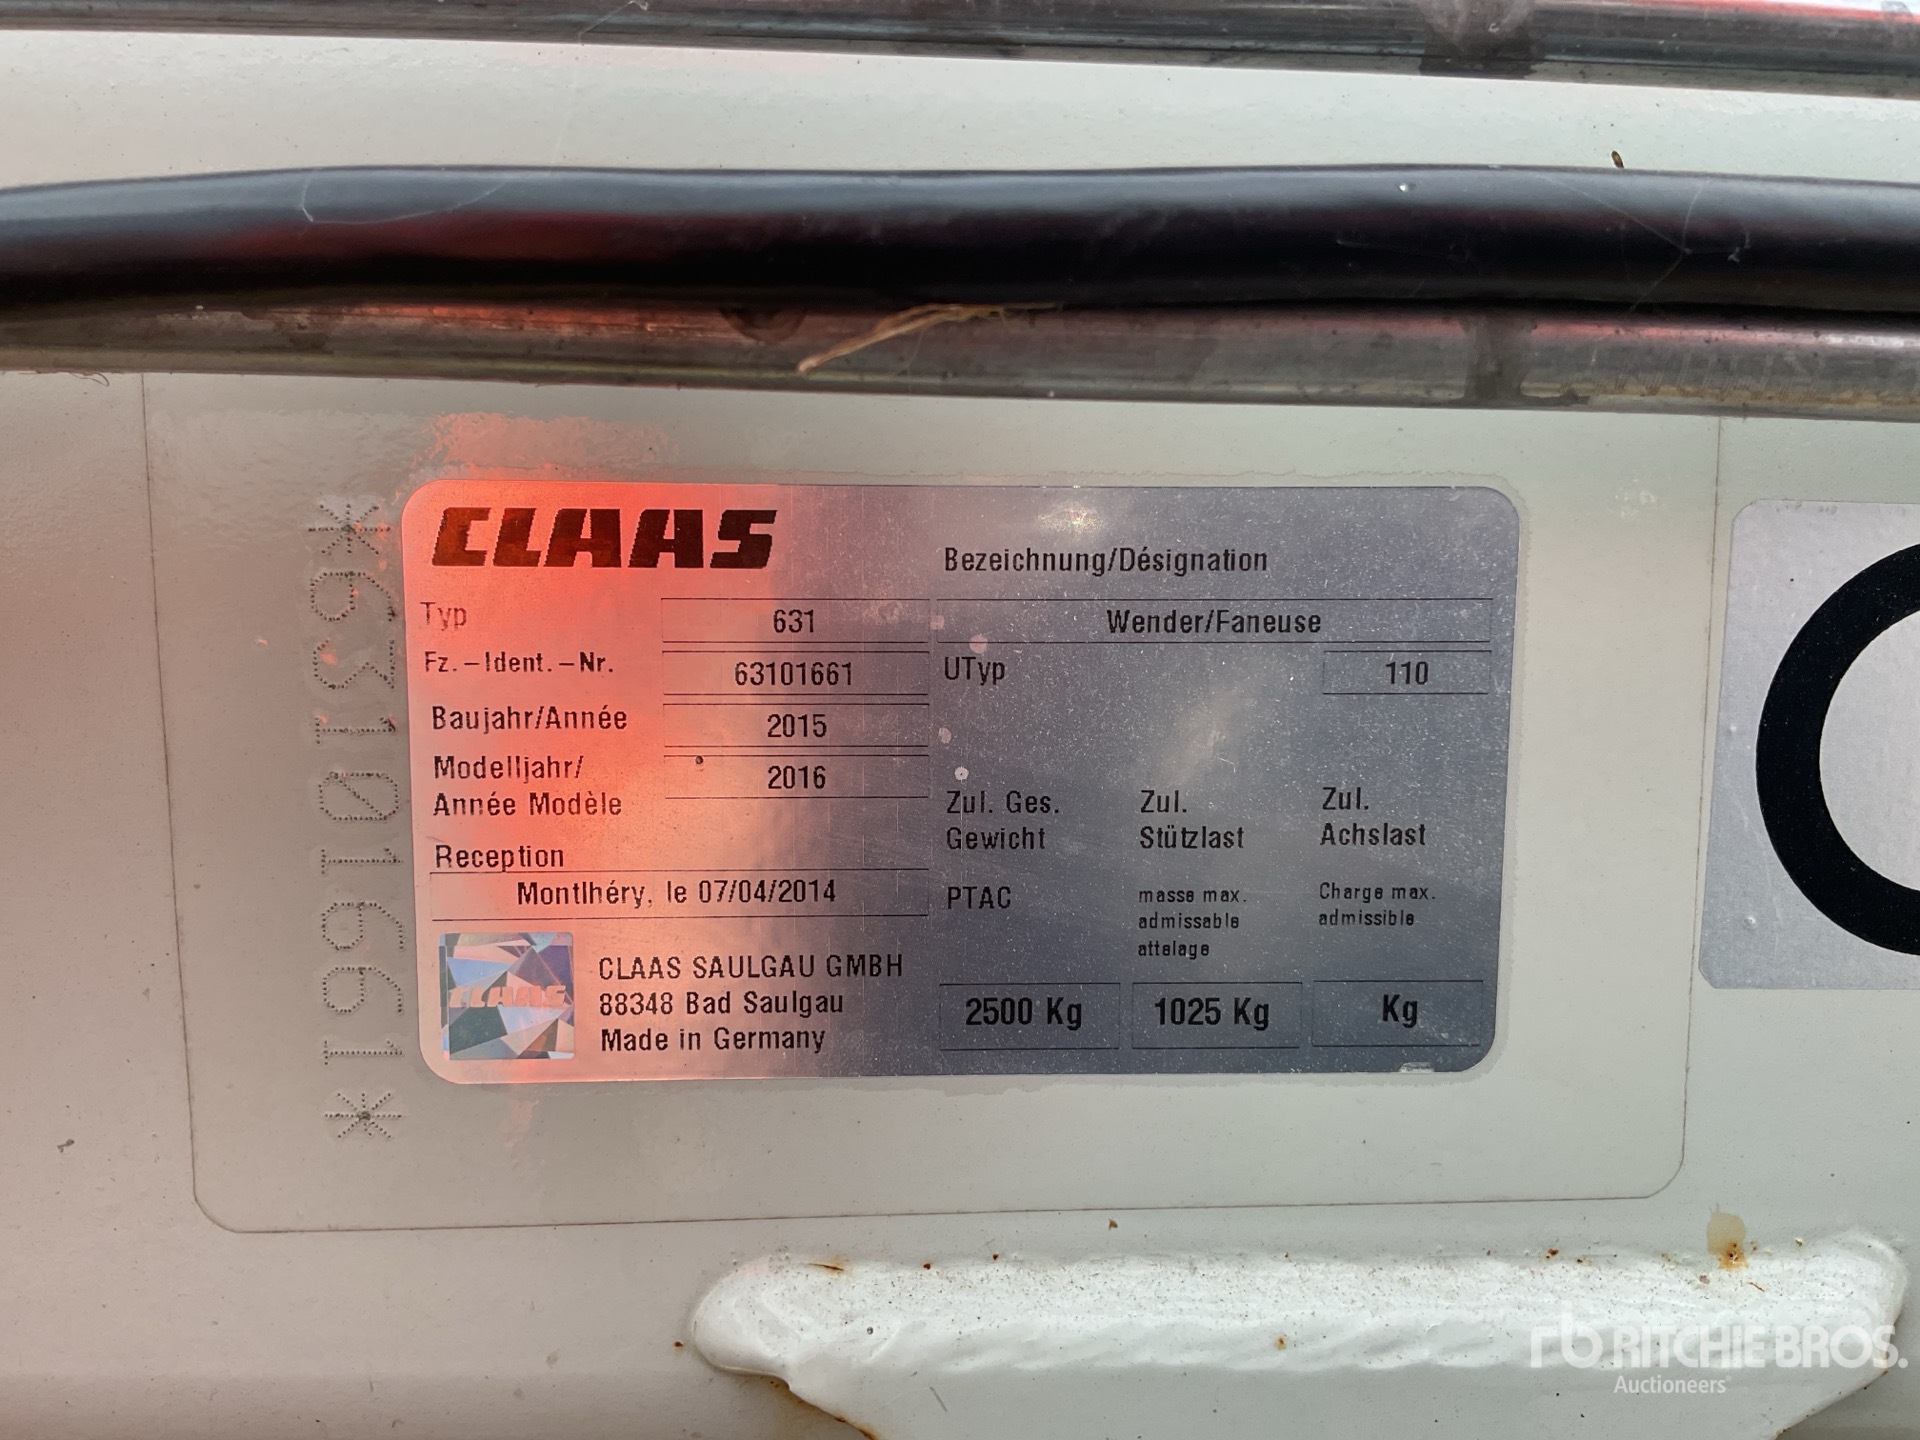 *63101661*
CLAAS
Bezeichnung/Désignation
Typ 631 Wender/Faneuse
Fz.-Ident.-Nr. 63101661 UTyp 110
Baujahr/Année 2015
Modelljahr/
Année Modèle 2016
Zul. Ges. Gewicht
Zul. Stützlast
Zul. Achslast
Reception
Montlhéry, le 07/04/2014
PTAC
masse max. admissable attelage
Charge max. admissible
CLAAS
CLAAS SAULGAU GMBH
88348 Bad Saulgau
Made in Germany
2500 Kg 1025 Kg Kg
rb RITCHIE BROS.
Auctioneers